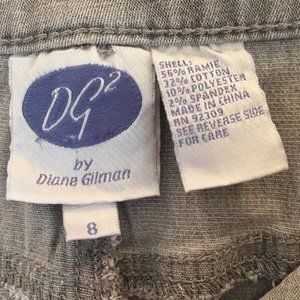 DG2
by
Diane Gilman
8
SHELL:
56% RAMIE
32% COTTON
10% POLYESTER
2% SPANDEX
MADE IN CHINA
RN 92309
SEE REVERSE SIDE
FOR CARE